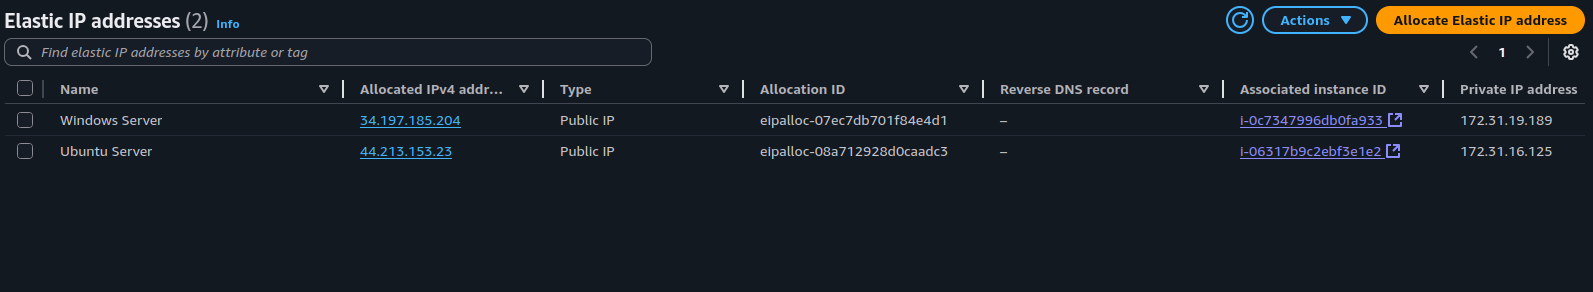 Elastic IP addresses (2) Info Actions Allocate Elastic IP address
Find elastic IP addresses by attribute or tag 1
Name Allocated IPv4 addr... Type Allocation ID Reverse DNS record Associated instance ID Private IP address
Windows Server 34.197.185.204 Public IP eipalloc-07ec7db701f84e4d1 – i-0c7347996db0fa933 172.31.19.189
Ubuntu Server 44.213.153.23 Public IP eipalloc-08a712928d0caadc3 – i-06317b9c2ebf3e1e2 172.31.16.125